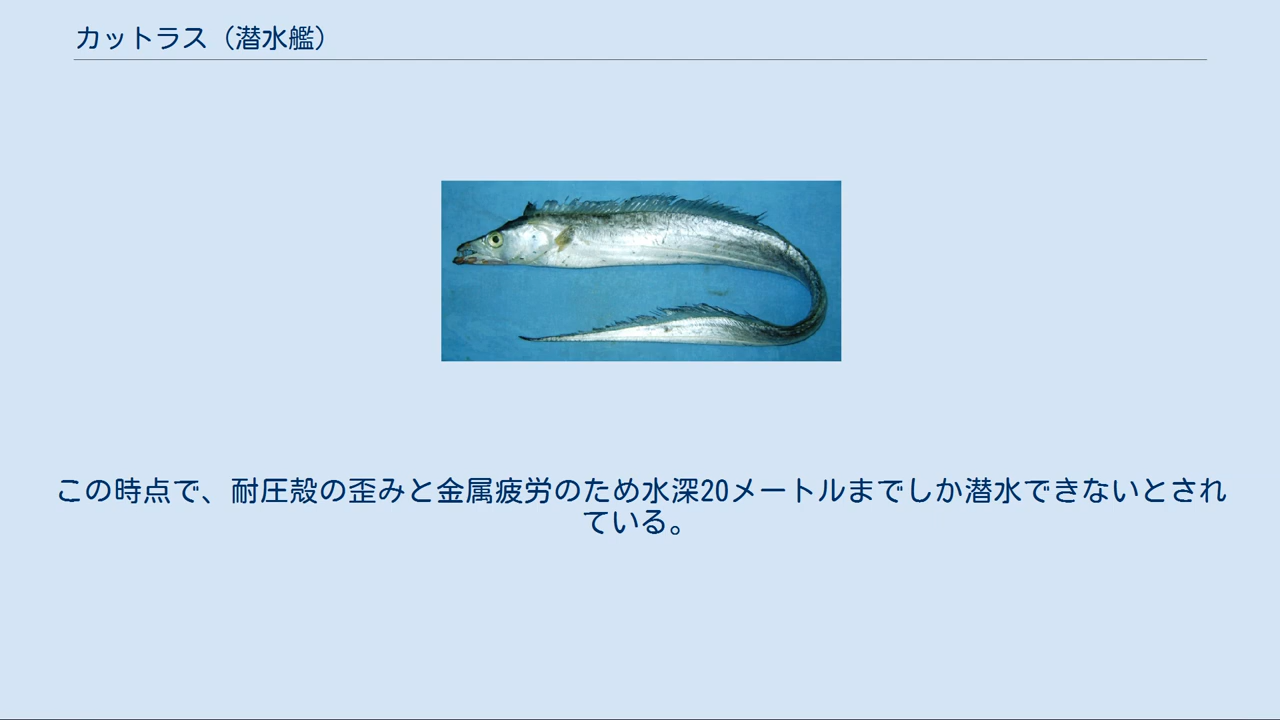 カットラス（潜水艦）
この時点で、耐圧殻の歪みと金属疲労のため水深20メートルまでしか潜水できないとされ
ている。